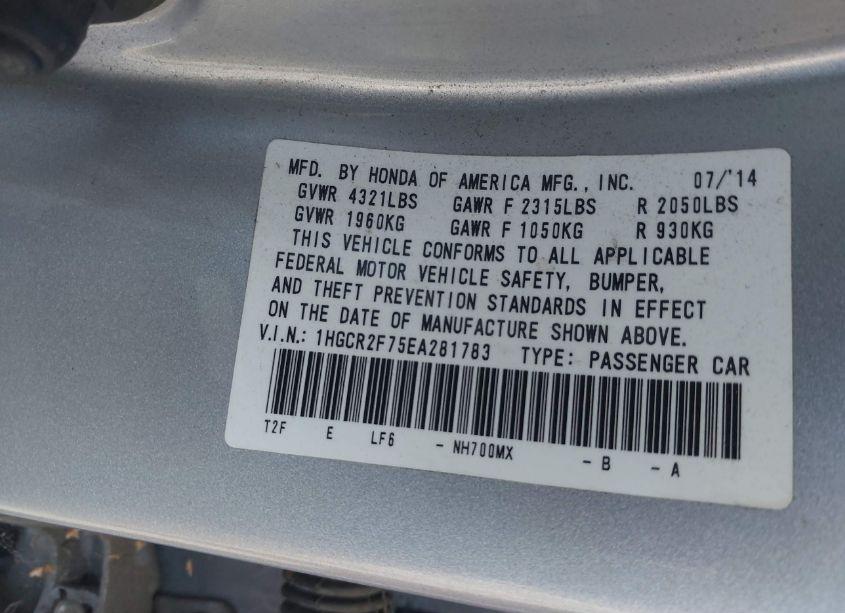 MFD. BY HONDA OF AMERICA MFG., INC. 07/'14
GVWR 4321LBS GAWR F 2315LBS R 2050LBS
GVWR 1960KG GAWR F 1050KG R 930KG
THIS VEHICLE CONFORMS TO ALL APPLICABLE
FEDERAL MOTOR VEHICLE SAFETY, BUMPER,
AND THEFT PREVENTION STANDARDS IN EFFECT
ON THE DATE OF MANUFACTURE SHOWN ABOVE.
V.I.N.: 1HGCR2F75EA281783 TYPE: PASSENGER CAR
T2F E LF6 - NH700MX - B - A